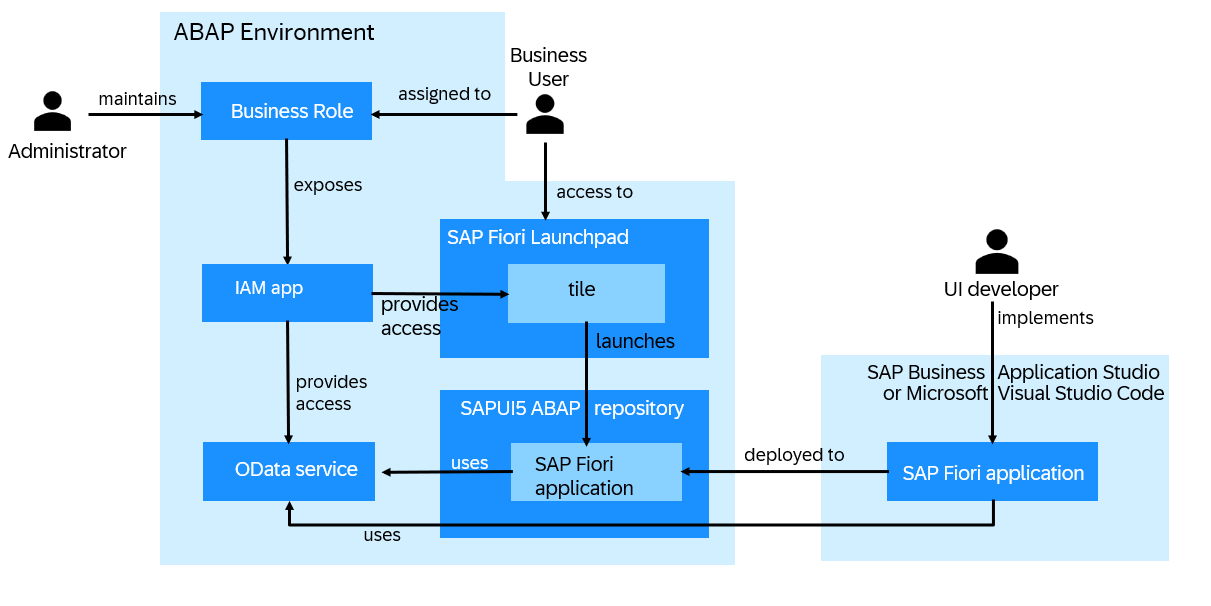 ABAP Environment
Business
User
maintains
assigned to
Business Role
Administrator
exposes
access to
SAP Fiori Launchpad
IAM app
tile
provides
access
launches
UI developer
implements
provides
access
SAP Business Application Studio
or Microsoft Visual Studio Code
SAPUI5 ABAP repository
OData service
uses
SAP Fiori
application
deployed to
SAP Fiori application
uses